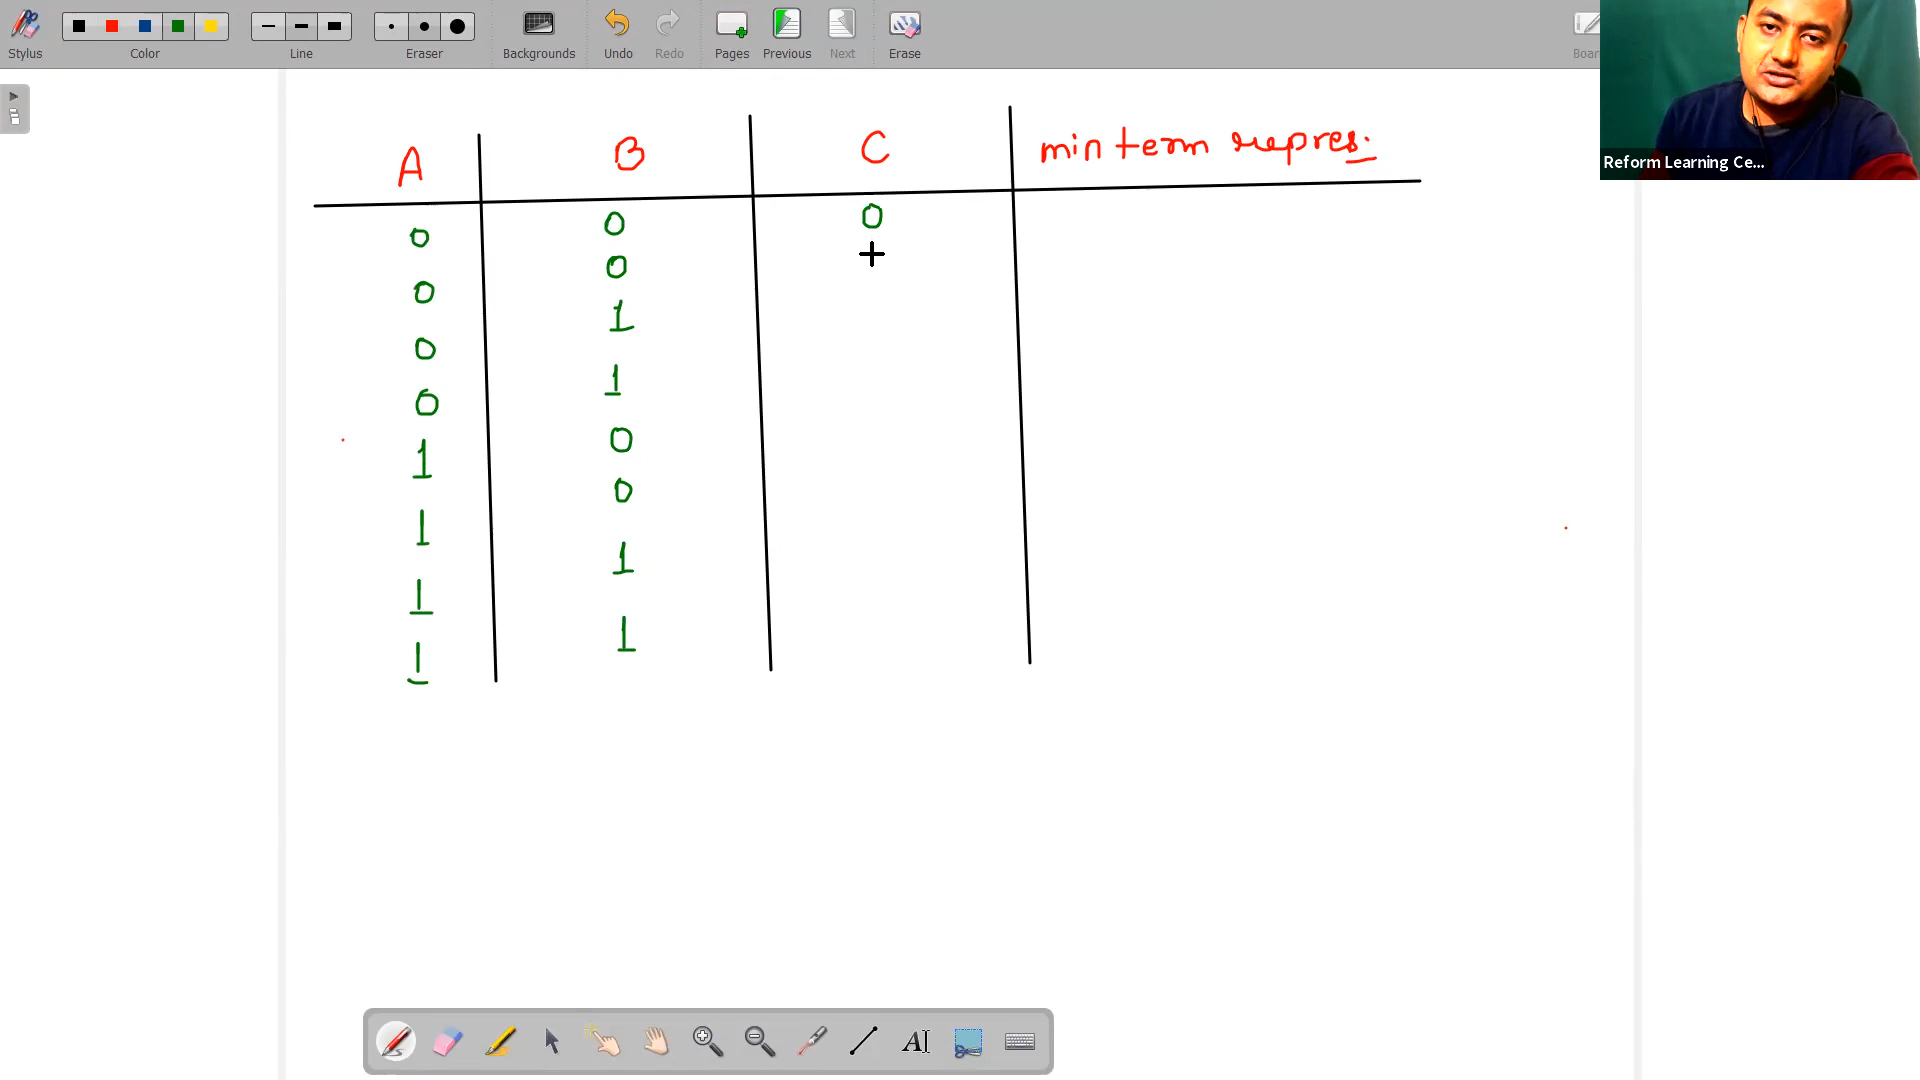 Stylus Color Line Eraser Backgrounds Undo Redo Pages Previous Next Erase Boar
Reform Learning Ce...
A B C min term repres.
0 0 0
0 0
0 1
0 1
1 0
1 0
1 1
1 1